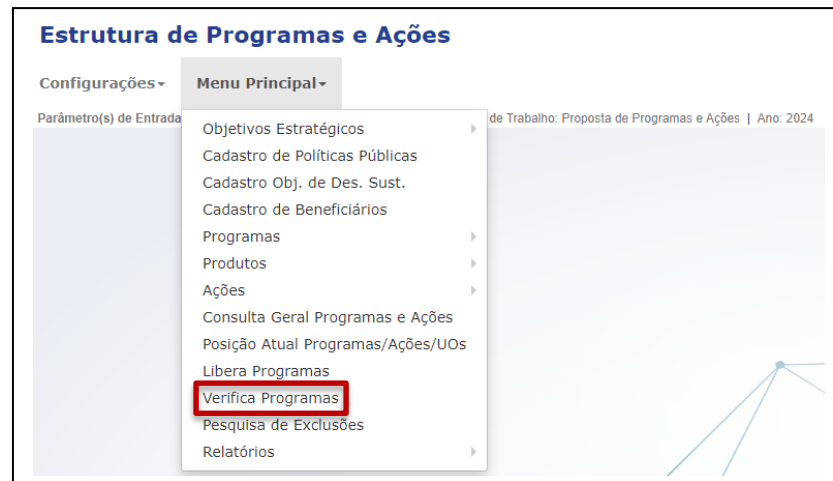 Estrutura de Programas e Ações
Configurações Menu Principal
Parâmetro(s) de Entrada de Trabalho: Proposta de Programas e Ações | Ano: 2024
Objetivos Estratégicos
Cadastro de Políticas Públicas
Cadastro Obj. de Des. Sust.
Cadastro de Beneficiários
Programas
Produtos
Ações
Consulta Geral Programas e Ações
Posição Atual Programas/Ações/UOs
Libera Programas
Verifica Programas
Pesquisa de Exclusões
Relatórios